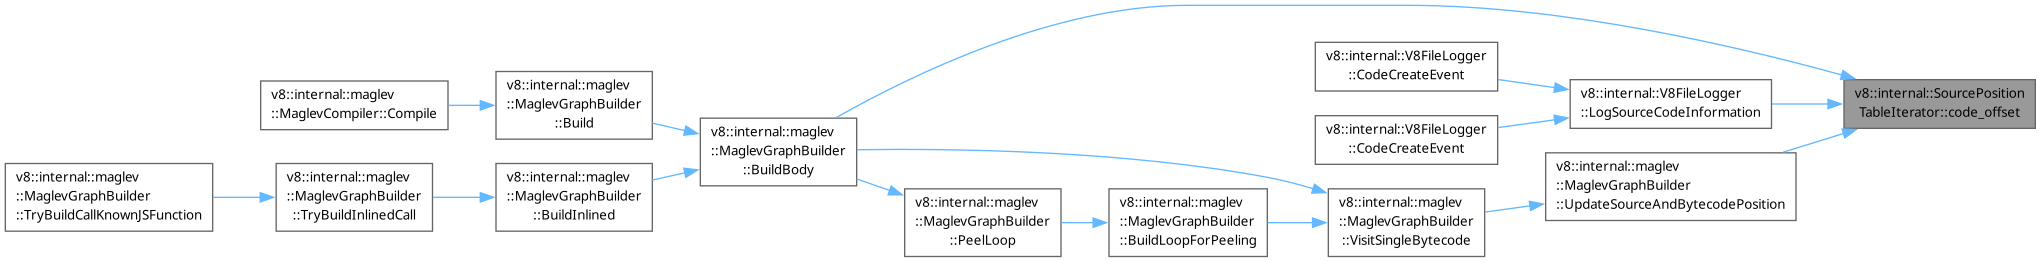 v8::internal::V8FileLogger
::CodeCreateEvent
v8::internal::maglev
::MaglevGraphBuilder
::Build
v8::internal::maglev
::MaglevCompiler::Compile
v8::internal::V8FileLogger
::LogSourceCodeInformation
v8::internal::SourcePosition
TableIterator::code_offset
v8::internal::maglev
::MaglevGraphBuilder
::BuildBody
v8::internal::V8FileLogger
::CodeCreateEvent
v8::internal::maglev
::MaglevGraphBuilder
::UpdateSourceAndBytecodePosition
v8::internal::maglev
::MaglevGraphBuilder
::TryBuildCallKnownJSFunction
v8::internal::maglev
::MaglevGraphBuilder
::TryBuildInlinedCall
v8::internal::maglev
::MaglevGraphBuilder
::BuildInlined
v8::internal::maglev
::MaglevGraphBuilder
::PeelLoop
v8::internal::maglev
::MaglevGraphBuilder
::BuildLoopForPeeling
v8::internal::maglev
::MaglevGraphBuilder
::VisitSingleBytecode